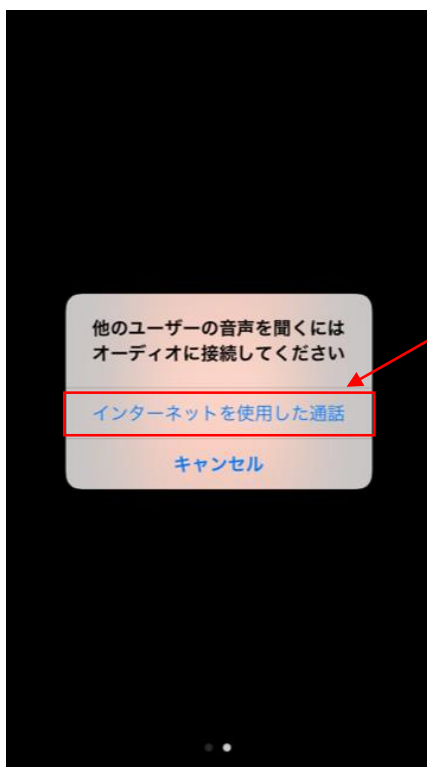 他のユーザーの音声を聞くには
オーディオに接続してください
インターネットを使用した通話
キャンセル